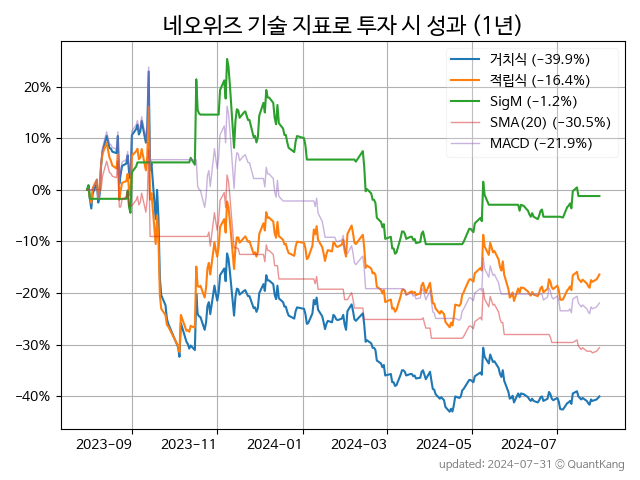 네오위즈 기술 지표로 투자 시 성과 (1년)
거치식 (−39.9%)
적립식 (−16.4%)
SigM (−1.2%)
SMA(20) (−30.5%)
MACD (−21.9%)
20%
10%
0%
−10%
−20%
−30%
−40%
2023−09
2023−11
2024−01
2024−03
2024−05
2024−07
updated: 2024−07−31 © QuantKang